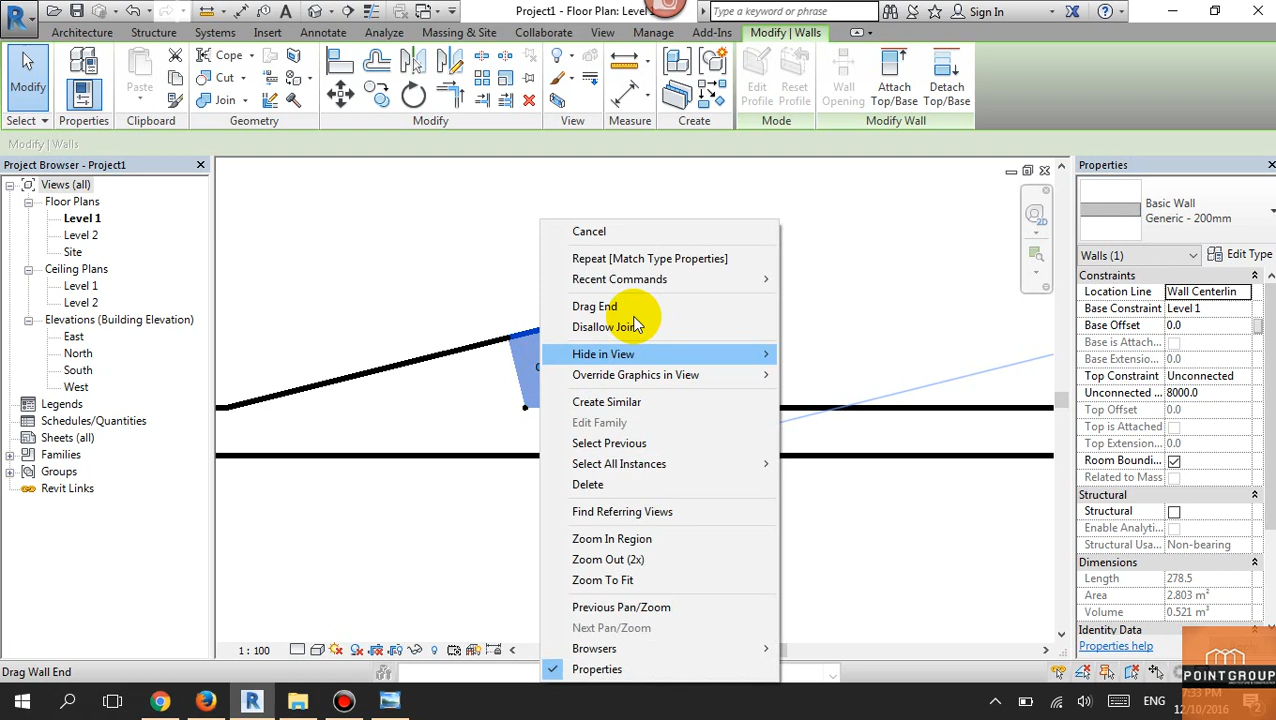 Project1 - Floor Plan: Level
Type a keyword or phrase
Sign In
Architecture
Structure
Systems
Insert
Annotate
Analyze
Massing & Site
Collaborate
View
Manage
Add-Ins
Modify | Walls
Modify
Paste
Cope
Cut
Join
Edit Profile
Reset Profile
Wall Opening
Attach Top/Base
Detach Top/Base
Select
Properties
Clipboard
Geometry
Modify
View
Measure
Create
Mode
Modify Wall
Modify | Walls
Project Browser - Project1
Views (all)
Floor Plans
Level 1
Level 2
Site
Ceiling Plans
Level 1
Level 2
Elevations (Building Elevation)
East
North
South
West
Legends
Schedules/Quantities
Sheets (all)
Families
Groups
Revit Links
2D
Cancel
Repeat [Match Type Properties]
Recent Commands
Drag End
Disallow Join
Hide in View
Override Graphics in View
Create Similar
Edit Family
Select Previous
Select All Instances
Delete
Find Referring Views
Zoom In Region
Zoom Out (2x)
Zoom To Fit
Previous Pan/Zoom
Next Pan/Zoom
Browsers
Properties
Properties
Basic Wall
Generic - 200mm
Walls (1)
Edit Type
Constraints
Location Line Wall Centerlin
Base Constraint Level 1
Base Offset 0.0
Base is Attach...
Base Extensio... 0.0
Top Constraint Unconnected
Unconnected ... 8000.0
Top Offset 0.0
Top is Attached
Top Extension... 0.0
Room Boundi...
Related to Mass
Structural
Structural
Enable Analyti...
Structural Usa... Non-bearing
Dimensions
Length 278.5
Area 2.803 m²
Volume 0.521 m³
Identity Data
Properties help
1 : 100
Drag Wall End
POINTGROUP
ENG
7:33 PM
12/10/2016